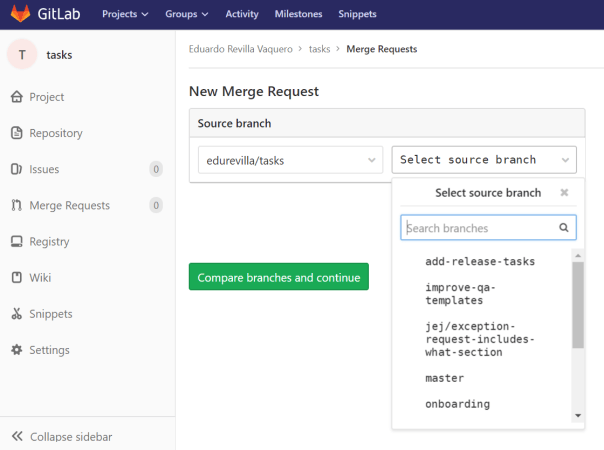 GitLab Projects Groups Activity Milestones Snippets
T tasks
Eduardo Revilla Vaquero > tasks > Merge Requests
Project
Repository
Issues 0
Merge Requests 0
Registry
Wiki
Snippets
Settings
Collapse sidebar
New Merge Request
Source branch
edurevilla/tasks Select source branch
Select source branch
Search branches
add-release-tasks
improve-qa-
templates
jej/exception-
request-includes-
what-section
master
onboarding
Compare branches and continue